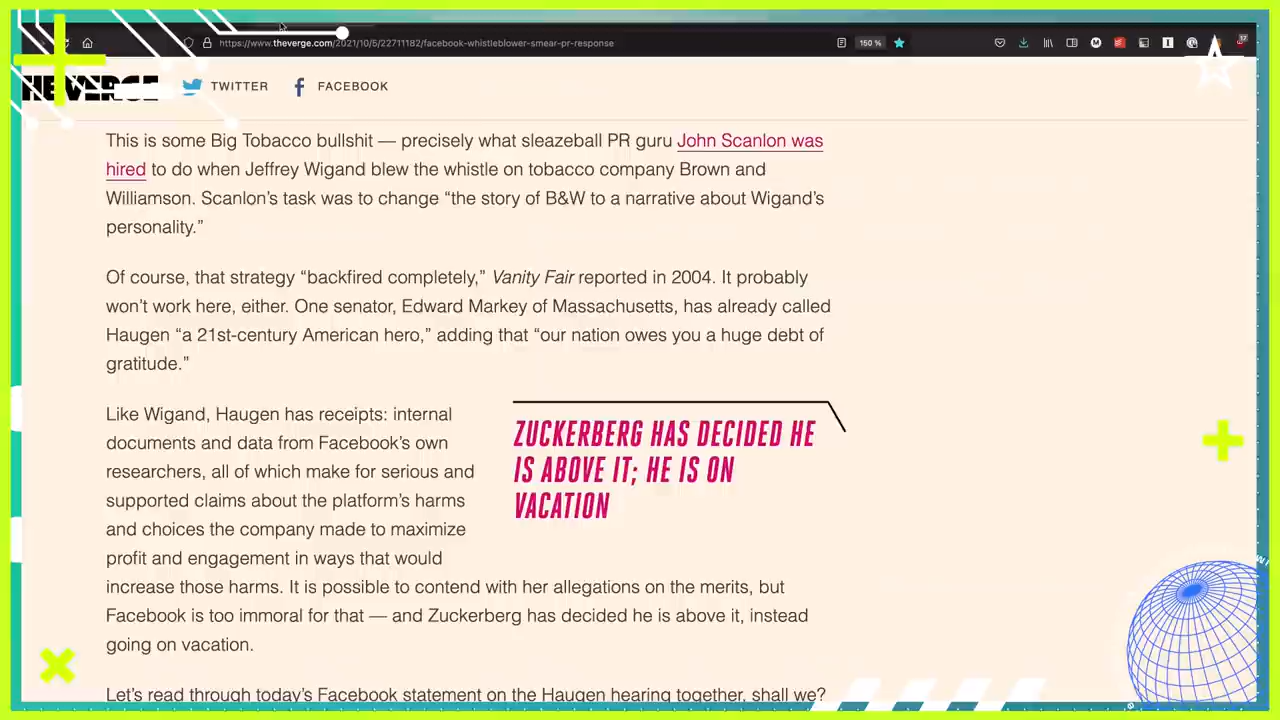 https://www.theverge.com/2021/10/5/22711182/facebook-whistleblower-smear-pr-response
150 %
17
TWITTER
FACEBOOK
This is some Big Tobacco bullshit — precisely what sleazeball PR guru John Scanlon was
hired to do when Jeffrey Wigand blew the whistle on tobacco company Brown and
Williamson. Scanlon’s task was to change “the story of B&W to a narrative about Wigand’s
personality.”
Of course, that strategy “backfired completely,” Vanity Fair reported in 2004. It probably
won’t work here, either. One senator, Edward Markey of Massachusetts, has already called
Haugen “a 21st-century American hero,” adding that “our nation owes you a huge debt of
gratitude.”
Like Wigand, Haugen has receipts: internal
documents and data from Facebook’s own
researchers, all of which make for serious and
supported claims about the platform’s harms
and choices the company made to maximize
profit and engagement in ways that would
increase those harms. It is possible to contend with her allegations on the merits, but
Facebook is too immoral for that — and Zuckerberg has decided he is above it, instead
going on vacation.
ZUCKERBERG HAS DECIDED HE
IS ABOVE IT; HE IS ON
VACATION
Let’s read through today’s Facebook statement on the Haugen hearing together, shall we?